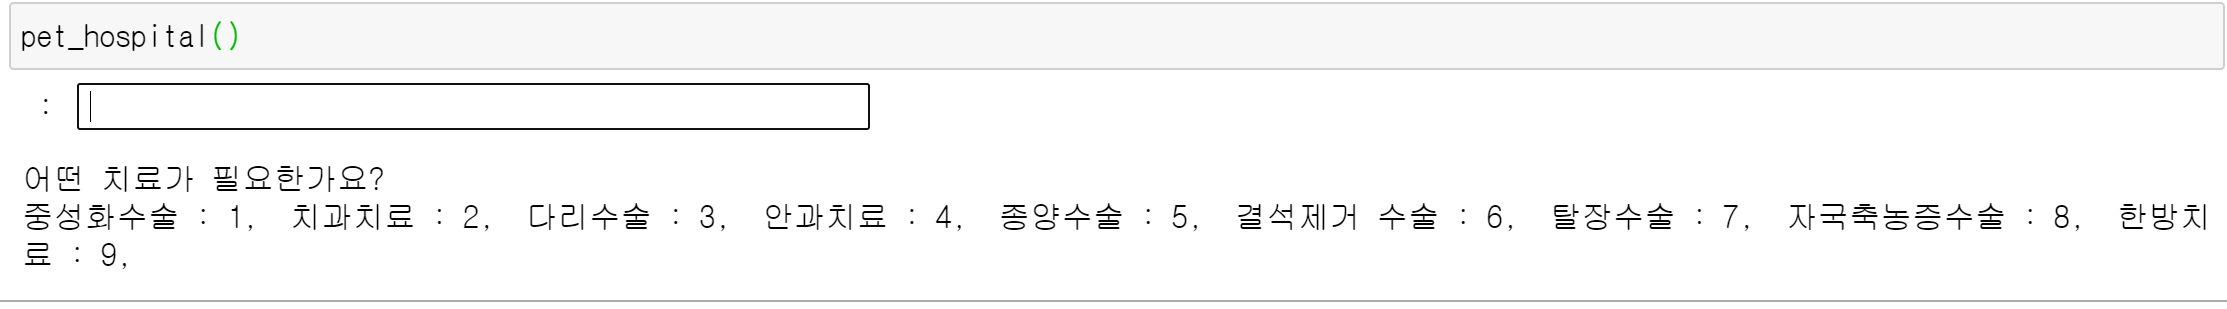 pet_hospital()
:
어떤 치료가 필요한가요?
중성화수술 : 1, 치과치료 : 2, 다리수술 : 3, 안과치료 : 4, 종양수술 : 5, 결석제거 수술 : 6, 탈장수술 : 7, 자국축농증수술 : 8, 한방치
료 : 9,